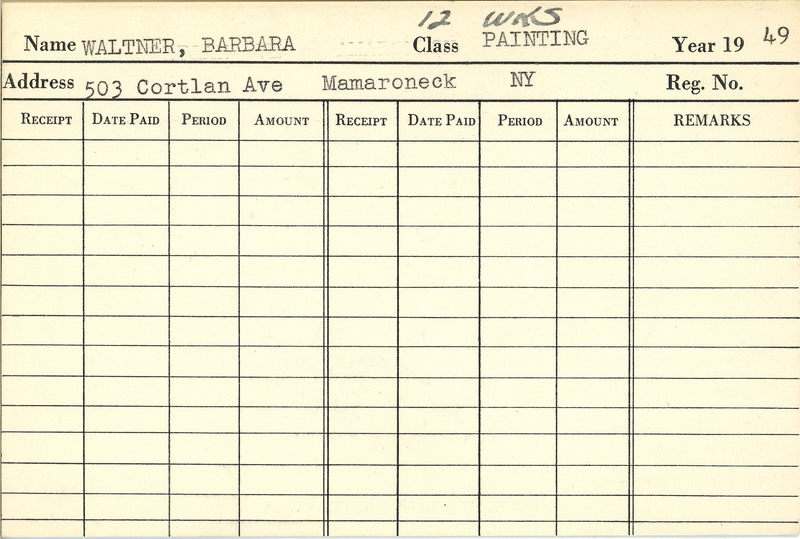 12 WKS
Name WALTNER, BARBARA Class PAINTING Year 19 49
Address 503 Cortlan Ave Mamaroneck NY Reg. No.
RECEIPT DATE PAID PERIOD AMOUNT RECEIPT DATE PAID PERIOD AMOUNT REMARKS